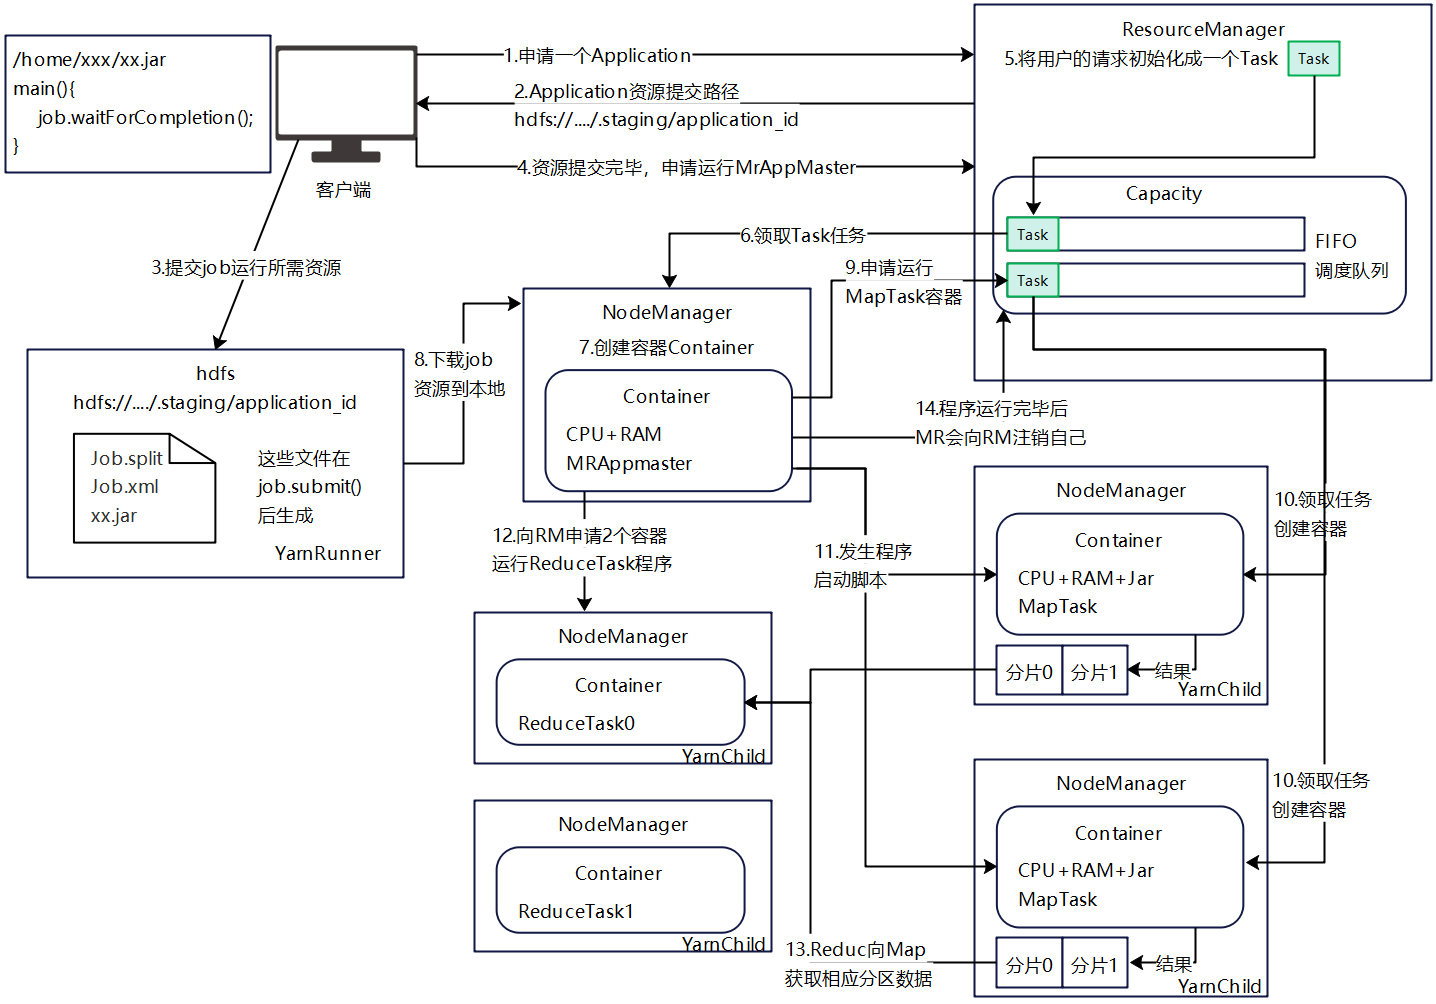 /home/xxx/xx.jar
main(){
job.waitForCompletion();
}
客户端
1.申请一个Application
2.Application资源提交路径
hdfs://..../.staging/application_id
4.资源提交完毕，申请运行MrAppMaster
ResourceManager
5.将用户的请求初始化成一个Task
Task
Capacity
Task
Task
FIFO
调度队列
3.提交job运行所需资源
6.领取Task任务
9.申请运行
MapTask容器
hdfs
hdfs://..../.staging/application_id
Job.split
Job.xml
xx.jar
这些文件在
job.submit()
后生成
YarnRunner
8.下载job
资源到本地
NodeManager
7.创建容器Container
Container
CPU+RAM
MRAppmaster
14.程序运行完毕后
MR会向RM注销自己
12.向RM申请2个容器
运行ReduceTask程序
11.发生程序
启动脚本
NodeManager
Container
CPU+RAM+Jar
MapTask
分片0
分片1
结果
YarnChild
10.领取任务
创建容器
NodeManager
Container
ReduceTask0
YarnChild
NodeManager
Container
ReduceTask1
YarnChild
NodeManager
Container
CPU+RAM+Jar
MapTask
分片0
分片1
结果
YarnChild
10.领取任务
创建容器
13.Reduc向Map
获取相应分区数据